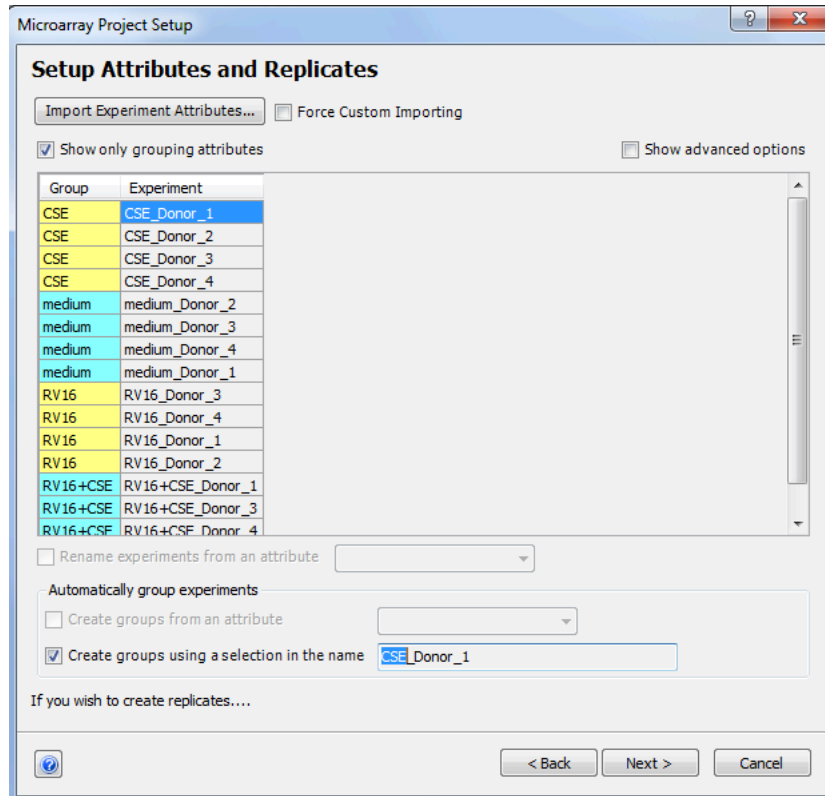 Microarray Project Setup
Setup Attributes and Replicates
Import Experiment Attributes... Force Custom Importing
Show only grouping attributes Show advanced options
Group Experiment
CSE CSE_Donor_1
CSE CSE_Donor_2
CSE CSE_Donor_3
CSE CSE_Donor_4
medium medium_Donor_2
medium medium_Donor_3
medium medium_Donor_4
medium medium_Donor_1
RV16 RV16_Donor_3
RV16 RV16_Donor_4
RV16 RV16_Donor_1
RV16 RV16_Donor_2
RV16+CSE RV16+CSE_Donor_1
RV16+CSE RV16+CSE_Donor_3
RV16+CSE RV16+CSE_Donor_4
Rename experiments from an attribute
Automatically group experiments
Create groups from an attribute
Create groups using a selection in the name CSE_Donor_1
If you wish to create replicates....
< Back Next > Cancel